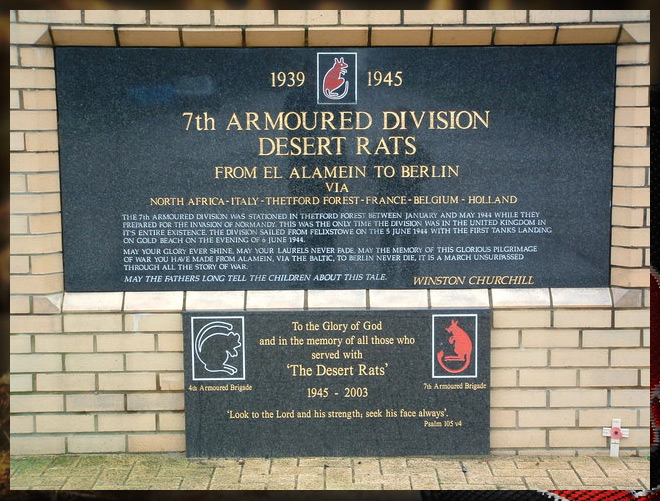 1939 1945
7th ARMOURED DIVISION
DESERT RATS
FROM EL ALAMEIN TO BERLIN
VIA
NORTH AFRICA - ITALY - THETFORD FOREST - FRANCE - BELGIUM - HOLLAND
THE 7th ARMOURED DIVISION WAS STATIONED IN THETFORD FOREST BETWEEN JANUARY AND MAY 1944 WHILE THEY
PREPARED FOR THE INVASION OF NORMANDY. THIS WAS THE ONLY TIME THE DIVISION WAS IN THE UNITED KINGDOM IN
IT'S ENTIRE EXISTENCE. THE DIVISION SAILED FROM FELIXSTOWE ON THE 5 JUNE 1944 WITH THE FIRST TANKS LANDING
ON GOLD BEACH ON THE EVENING OF 6 JUNE 1944.
MAY YOUR GLORY EVER SHINE, MAY YOUR LAURELS NEVER FADE, MAY THE MEMORY OF THIS GLORIOUS PILGRIMAGE
OF WAR YOU HAVE MADE FROM ALAMEIN, VIA THE BALTIC, TO BERLIN NEVER DIE, IT IS A MARCH UNSURPASSED
THROUGH ALL THE STORY OF WAR.
MAY THE FATHERS LONG TELL THE CHILDREN ABOUT THIS TALE. WINSTON CHURCHILL
To the Glory of God
and in the memory of all those who
served with
'The Desert Rats'
1945 - 2003
4th Armoured Brigade
7th Armoured Brigade
'Look to the Lord and his strength; seek his face always'.
Psalm 105 v4